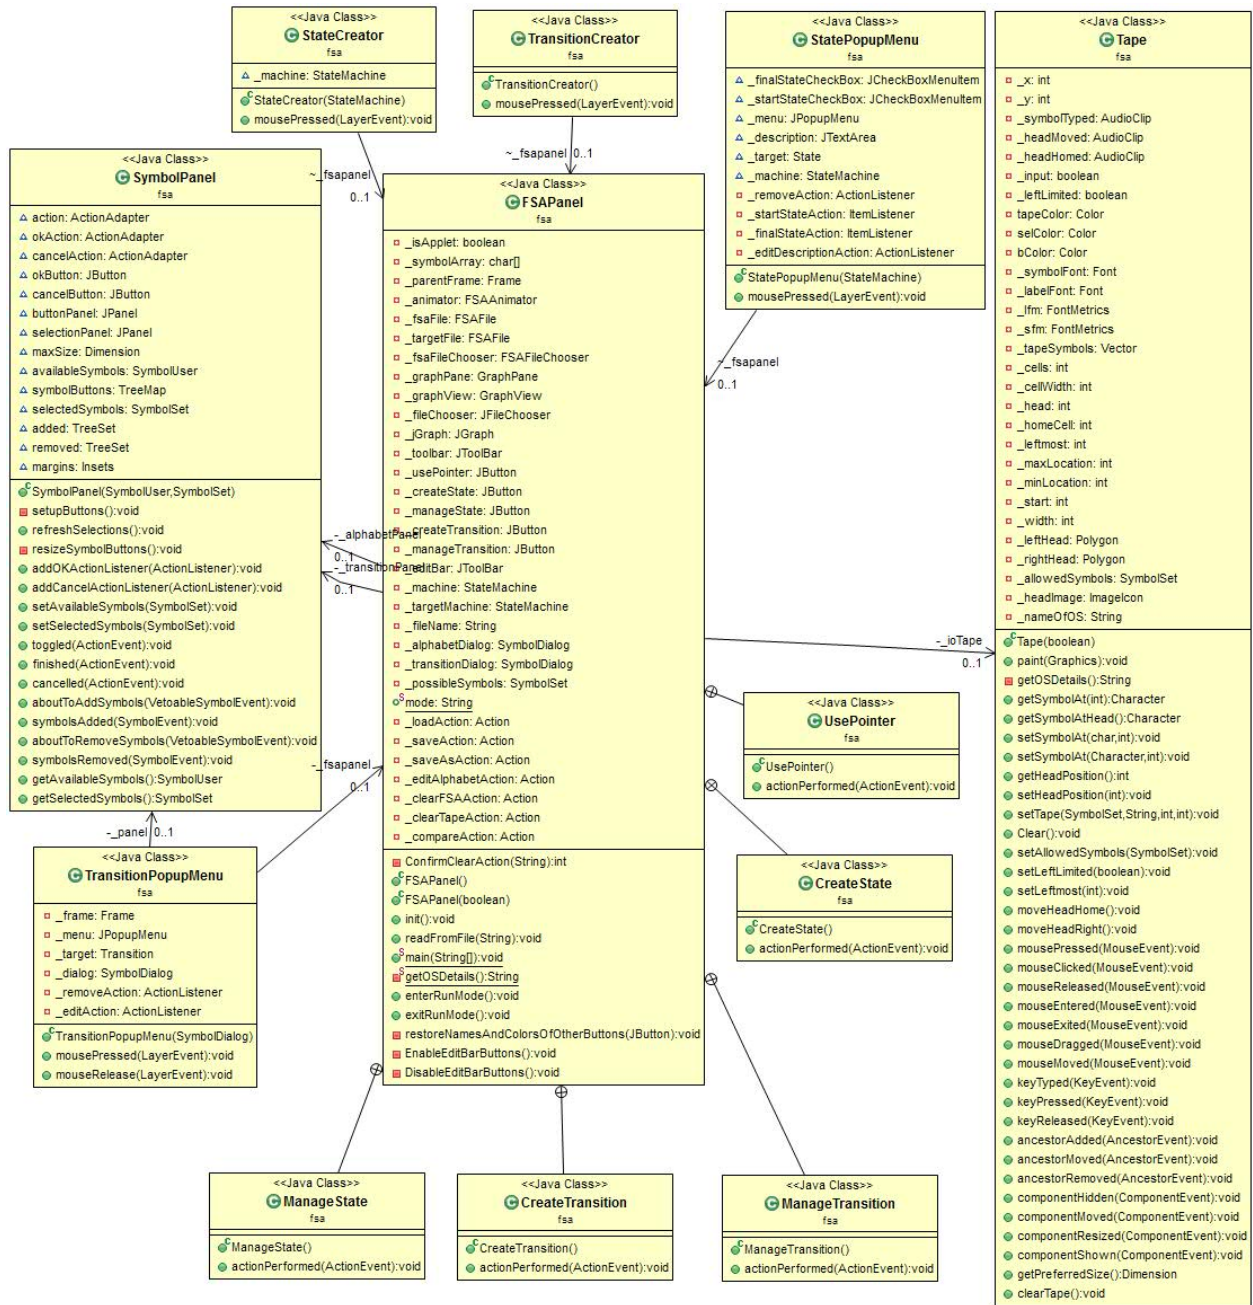 <<Java Class>>
StateCreator
fsa
_machine: StateMachine
StateCreator(StateMachine)
mousePressed(LayerEvent):void
<<Java Class>>
TransitionCreator
fsa
TransitionCreator()
mousePressed(LayerEvent):void
<<Java Class>>
StatePopupMenu
fsa
_finalStateCheckBox: JCheckBoxMenuItem
_startStateCheckBox: JCheckBoxMenuItem
_menu: JPopupMenu
_description: JTextArea
_target: State
_machine: StateMachine
_removeAction: ActionListener
_startStateAction: ItemListener
_finalStateAction: ItemListener
_editDescriptionAction: ActionListener
StatePopupMenu(StateMachine)
mousePressed(LayerEvent):void
<<Java Class>>
Tape
fsa
_x: int
_y: int
_symbolTyped: AudioClip
_headMoved: AudioClip
_headHomed: AudioClip
_input: boolean
_leftLimited: boolean
tapeColor: Color
selColor: Color
bColor: Color
_symbolFont: Font
_labelFont: Font
_lfm: FontMetrics
_sfm: FontMetrics
_tapeSymbols: Vector
_cells: int
_cellWidth: int
_head: int
_homeCell: int
_leftmost: int
_maxLocation: int
_minLocation: int
_start: int
_width: int
_leftHead: Polygon
_rightHead: Polygon
_allowedSymbols: SymbolSet
_headImage: ImageIcon
_nameOfOS: String
Tape(boolean)
paint(Graphics):void
getOSDetails():String
getSymbolAt(int):Character
getSymbolAtHead():Character
setSymbolAt(char,int):void
setSymbolAt(Character,int):void
getHeadPosition():int
setHeadPosition(int):void
setTape(SymbolSet,String,int,int):void
Clear():void
setAllowedSymbols(SymbolSet):void
setLeftLimited(boolean):void
setLeftmost(int):void
moveHeadHome():void
moveHeadRight():void
mousePressed(MouseEvent):void
mouseClicked(MouseEvent):void
mouseReleased(MouseEvent):void
mouseEntered(MouseEvent):void
mouseExited(MouseEvent):void
mouseDragged(MouseEvent):void
mouseMoved(MouseEvent):void
keyTyped(KeyEvent):void
keyPressed(KeyEvent):void
keyReleased(KeyEvent):void
ancestorAdded(AncestorEvent):void
ancestorMoved(AncestorEvent):void
ancestorRemoved(AncestorEvent):void
componentHidden(ComponentEvent):void
componentMoved(ComponentEvent):void
componentResized(ComponentEvent):void
componentShown(ComponentEvent):void
getPreferredSize():Dimension
clearTape():void
<<Java Class>>
SymbolPanel
fsa
action: ActionAdapter
okAction: ActionAdapter
cancelAction: ActionAdapter
okButton: JButton
cancelButton: JButton
buttonPanel: JPanel
selectionPanel: JPanel
maxSize: Dimension
availableSymbols: SymbolUser
symbolButtons: TreeMap
selectedSymbols: SymbolSet
added: TreeSet
removed: TreeSet
margins: Insets
SymbolPanel(SymbolUser,SymbolSet)
setupButtons():void
refreshSelections():void
resizeSymbolButtons():void
addOKActionListener(ActionListener):void
addCancelActionListener(ActionListener):void
setAvailableSymbols(SymbolSet):void
setSelectedSymbols(SymbolSet):void
toggled(ActionEvent):void
finished(ActionEvent):void
cancelled(ActionEvent):void
aboutToAddSymbols(VetoableSymbolEvent):void
symbolsAdded(SymbolEvent):void
aboutToRemoveSymbols(VetoableSymbolEvent):void
symbolsRemoved(SymbolEvent):void
getAvailableSymbols():SymbolUser
getSelectedSymbols():SymbolSet
~_fsapanel
0..1
~_fsapanel 0..1
~_fsapanel
0..1
<<Java Class>>
FSAPanel
fsa
_isApplet: boolean
_symbolArray: char[]
_parentFrame: Frame
_animator: FSAAnimator
_fsaFile: FSAFile
_targetFile: FSAFile
_fsaFileChooser: FSAFileChooser
_graphPane: GraphPane
_graphView: GraphView
_fileChooser: JFileChooser
_jGraph: JGraph
_toolbar: JToolBar
_usePointer: JButton
_createState: JButton
_manageState: JButton
_createTransition: JButton
_manageTransition: JButton
_editBar: JToolBar
_machine: StateMachine
_targetMachine: StateMachine
_fileName: String
_alphabetDialog: SymbolDialog
_transitionDialog: SymbolDialog
_possibleSymbols: SymbolSet
mode: String
_loadAction: Action
_saveAction: Action
_saveAsAction: Action
_editAlphabetAction: Action
_clearFSAAction: Action
_clearTapeAction: Action
_compareAction: Action
ConfirmClearAction(String):int
FSAPanel()
FSAPanel(boolean)
init():void
readFromFile(String):void
main(String[]):void
getOSDetails():String
enterRunMode():void
exitRunMode():void
restoreNamesAndColorsOfOtherButtons(JButton):void
EnableEditBarButtons():void
DisableEditBarButtons():void
-_alphabetPanel
0..1
-_transitionPanel
0..1
-_ioTape
0..1
-_fsapanel
0..1
-_panel 0..1
<<Java Class>>
UsePointer
fsa
UsePointer()
actionPerformed(ActionEvent):void
<<Java Class>>
CreateState
fsa
CreateState()
actionPerformed(ActionEvent):void
<<Java Class>>
TransitionPopupMenu
fsa
_frame: Frame
_menu: JPopupMenu
_target: Transition
_dialog: SymbolDialog
_removeAction: ActionListener
_editAction: ActionListener
TransitionPopupMenu(SymbolDialog)
mousePressed(LayerEvent):void
mouseRelease(LayerEvent):void
<<Java Class>>
ManageState
fsa
ManageState()
actionPerformed(ActionEvent):void
<<Java Class>>
CreateTransition
fsa
CreateTransition()
actionPerformed(ActionEvent):void
<<Java Class>>
ManageTransition
fsa
ManageTransition()
actionPerformed(ActionEvent):void